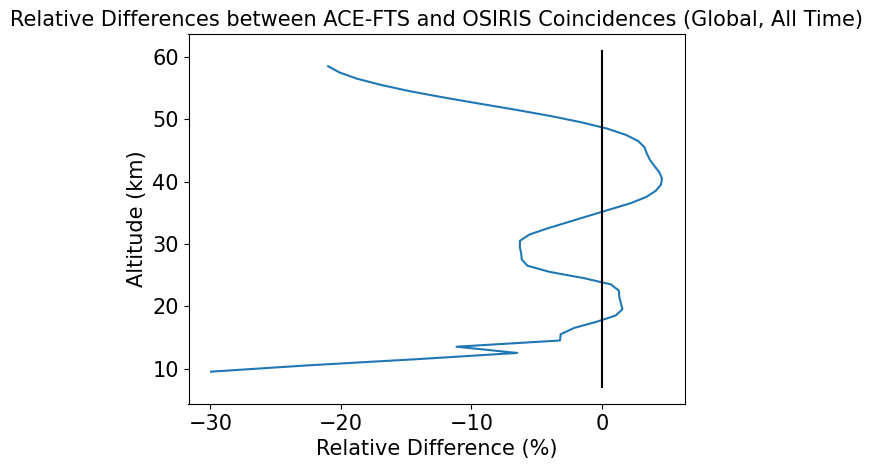 Relative Differences between ACE-FTS and OSIRIS Coincidences (Global, All Time)
60
50
40
30
20
10
Altitude (km)
−30 −20 −10 0
Relative Difference (%)